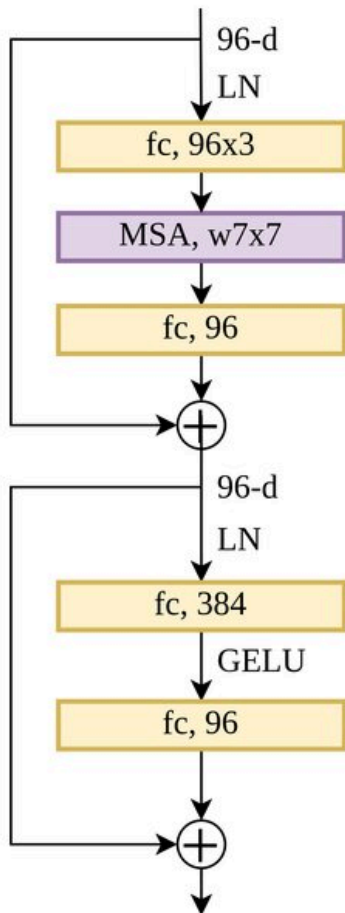 96-d
LN
fc, 96x3
MSA, w7x7
fc, 96
96-d
LN
fc, 384
GELU
fc, 96